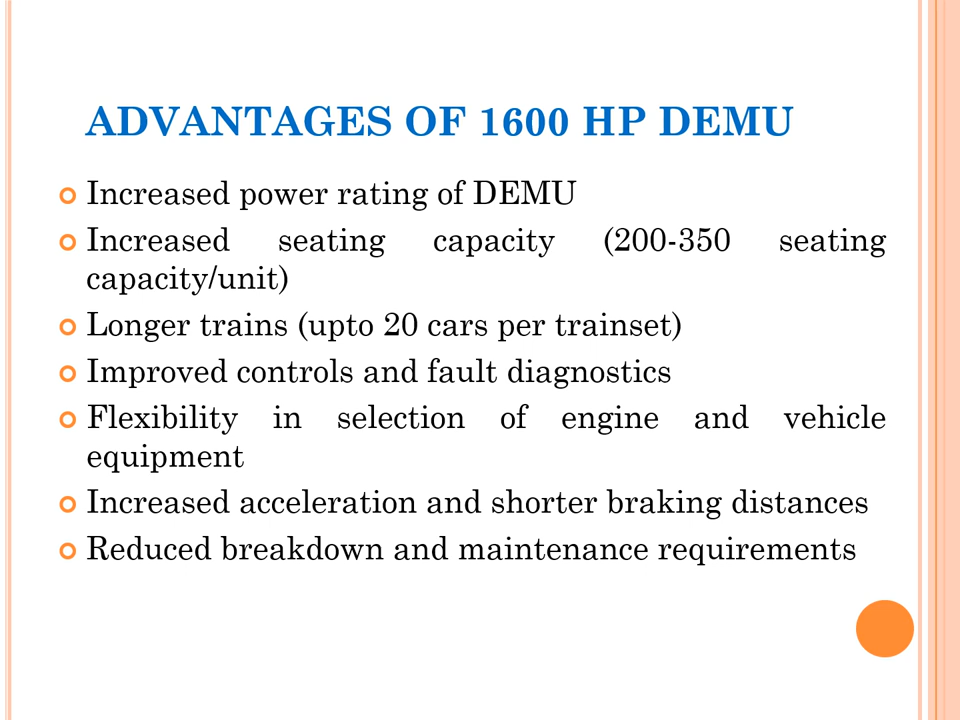 ADVANTAGES OF 1600 HP DEMU
Increased power rating of DEMU
Increased seating capacity (200-350 seating
capacity/unit)
Longer trains (upto 20 cars per trainset)
Improved controls and fault diagnostics
Flexibility in selection of engine and vehicle
equipment
Increased acceleration and shorter braking distances
Reduced breakdown and maintenance requirements